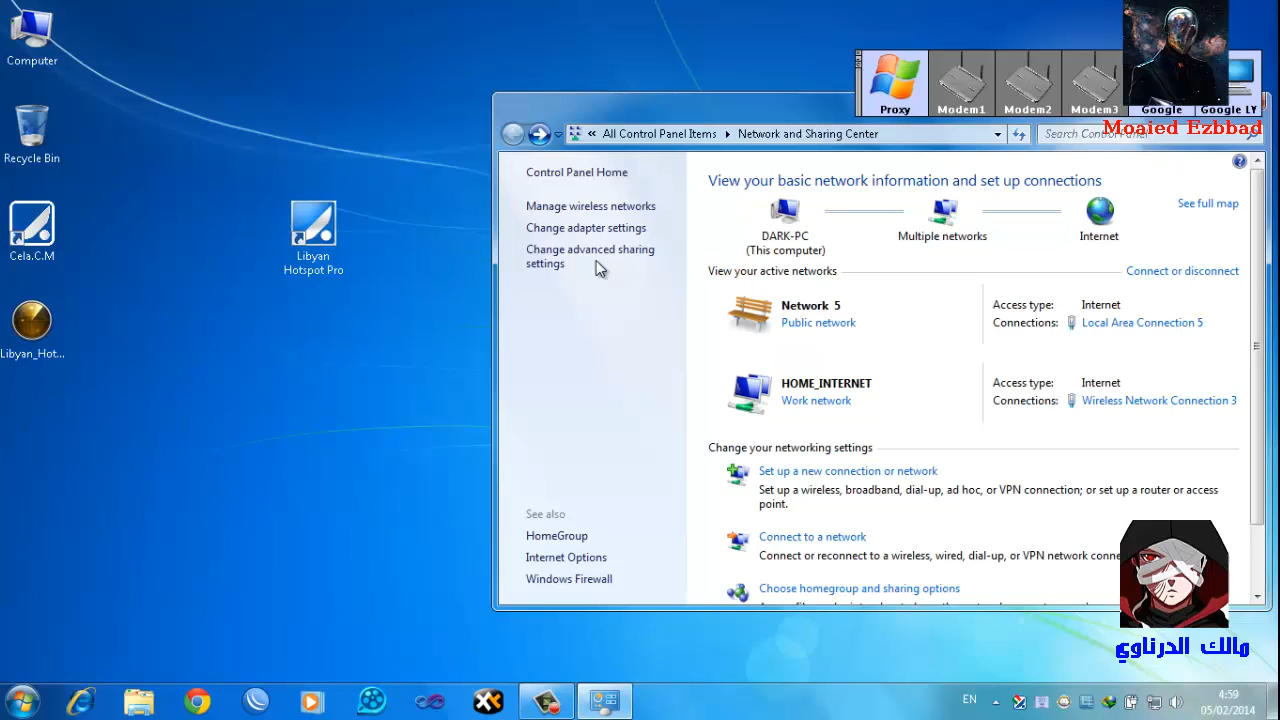 Computer
Recycle Bin
Cela.C.M
Libyan_Hot...
Libyan
Hotspot Pro
Proxy
Modem1
Modem2
Modem3
Google
Google LY
Moaied Ezbbad
All Control Panel Items
Network and Sharing Center
Search Control Panel
Control Panel Home
Manage wireless networks
Change adapter settings
Change advanced sharing
settings
See also
HomeGroup
Internet Options
Windows Firewall
View your basic network information and set up connections
See full map
DARK-PC
(This computer)
Multiple networks
Internet
View your active networks
Connect or disconnect
Network 5
Public network
Access type: Internet
Connections: Local Area Connection 5
HOME_INTERNET
Work network
Access type: Internet
Connections: Wireless Network Connection 3
Change your networking settings
Set up a new connection or network
Set up a wireless, broadband, dial-up, ad hoc, or VPN connection; or set up a router or access
point.
Connect to a network
Connect or reconnect to a wireless, wired, dial-up, or VPN network
Choose homegroup and sharing options
مالك الدرناوي
EN
4:59
05/02/2014